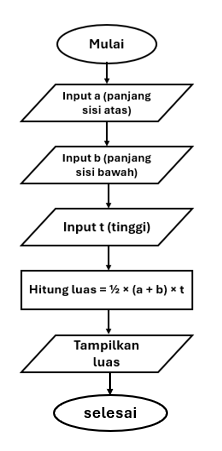 Mulai
Input a (panjang
sisi atas)
Input b (panjang
sisi bawah)
Input t (tinggi)
Hitung luas = ½ × (a + b) × t
Tampilkan
luas
selesai